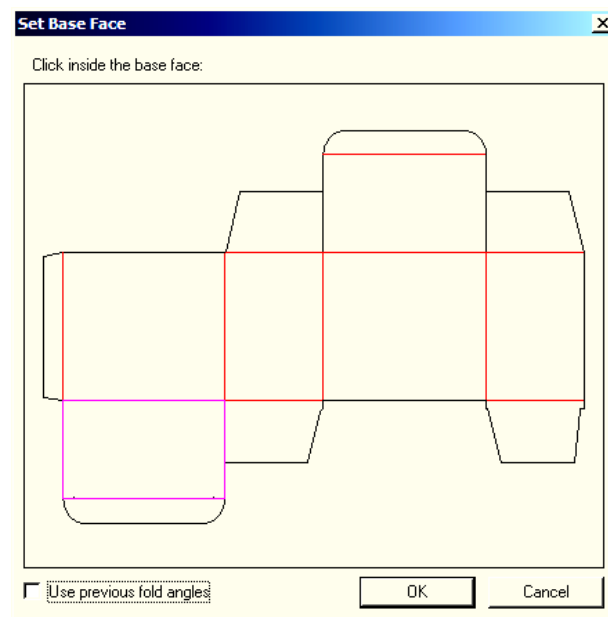 Set Base Face
Click inside the base face:
Use previous fold angles
OK
Cancel